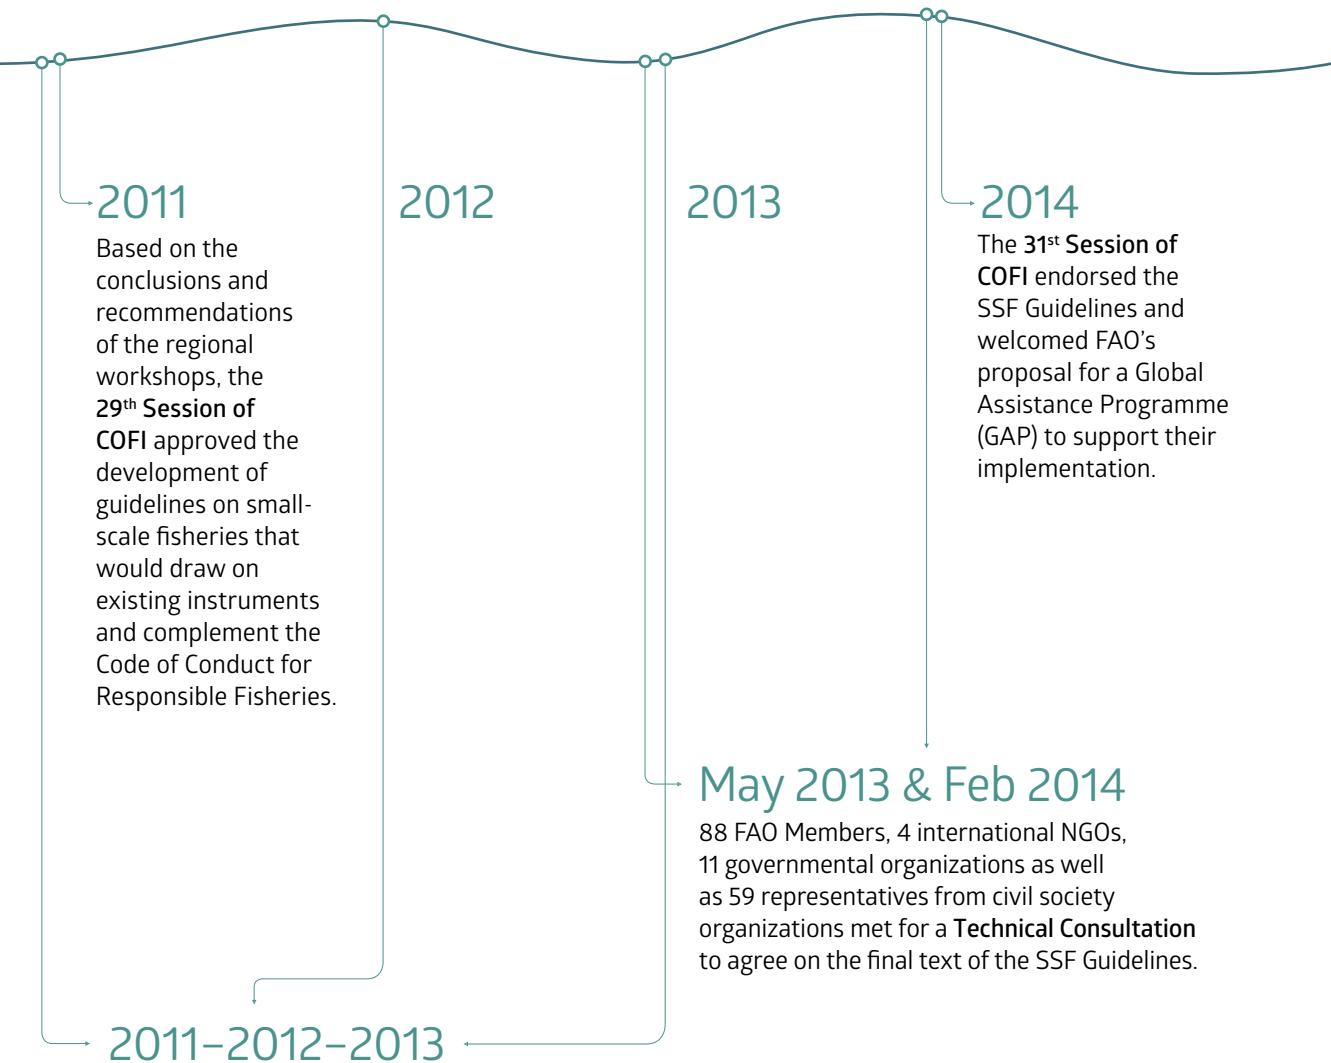 2011
Based on the
conclusions and
recommendations
of the regional
workshops, the
29th Session of
COFI approved the
development of
guidelines on small-
scale fisheries that
would draw on
existing instruments
and complement the
Code of Conduct for
Responsible Fisheries.
2012
2013
2014
The 31st Session of
COFI endorsed the
SSF Guidelines and
welcomed FAO’s
proposal for a Global
Assistance Programme
(GAP) to support their
implementation.
May 2013 & Feb 2014
88 FAO Members, 4 international NGOs,
11 governmental organizations as well
as 59 representatives from civil society
organizations met for a Technical Consultation
to agree on the final text of the SSF Guidelines.
2011–2012–2013